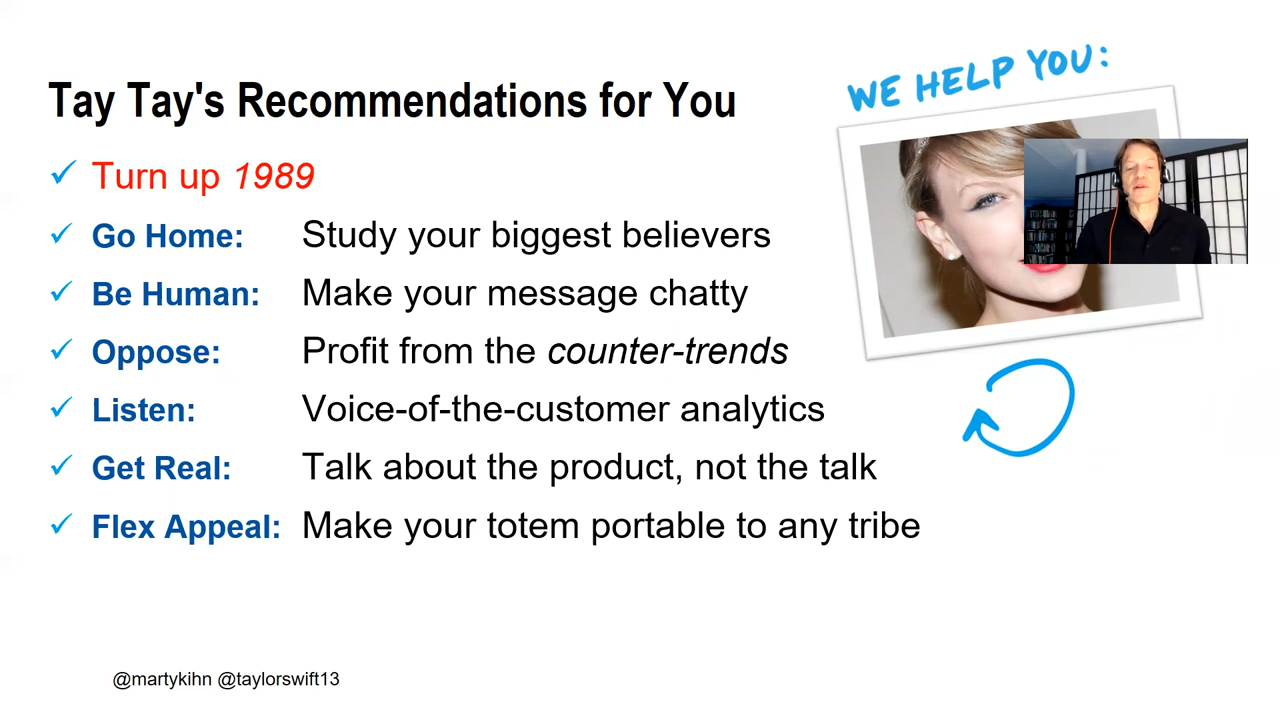 WE HELP YOU:
Tay Tay's Recommendations for You
✓ Turn up 1989
✓ Go Home: Study your biggest believers
✓ Be Human: Make your message chatty
✓ Oppose: Profit from the counter-trends
✓ Listen: Voice-of-the-customer analytics
✓ Get Real: Talk about the product, not the talk
✓ Flex Appeal: Make your totem portable to any tribe
@martykihn @taylorswift13